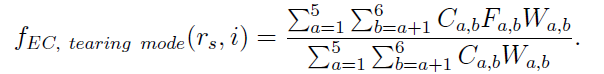 f_{EC, tearing mode}(r_s, i) = \frac{\sum_{a=1}^{5} \sum_{b=a+1}^{6} C_{a,b} F_{a,b} W_{a,b}}{\sum_{a=1}^{5} \sum_{b=a+1}^{6} C_{a,b} W_{a,b}}.